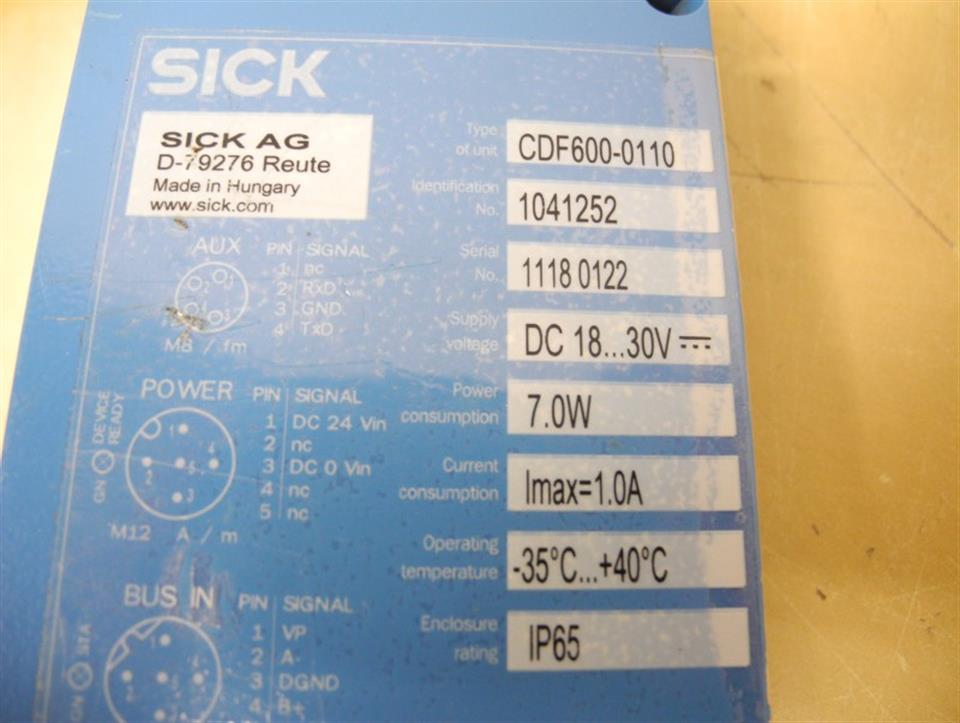 SICK
SICK AG
D-79276 Reute
Made in Hungary
www.sick.com
Type of unit CDF600-0110
Identification No. 1041252
Serial No. 1118 0122
Supply voltage DC 18...30V
Power consumption 7.0W
Current consumption Imax=1.0A
Operating temperature -35°C...+40°C
Enclosure rating IP65
AUX PIN SIGNAL
1 nc
2 RxD
3 GND
4 TxD
M8 / fm
POWER PIN SIGNAL
1 DC 24 Vin
2 nc
3 DC 0 Vin
4 nc
5 nc
GN DEVICE READY
M12 A / m
BUS IN PIN SIGNAL
1 VP
2 A-
3 DGND
4 B+
GN STA